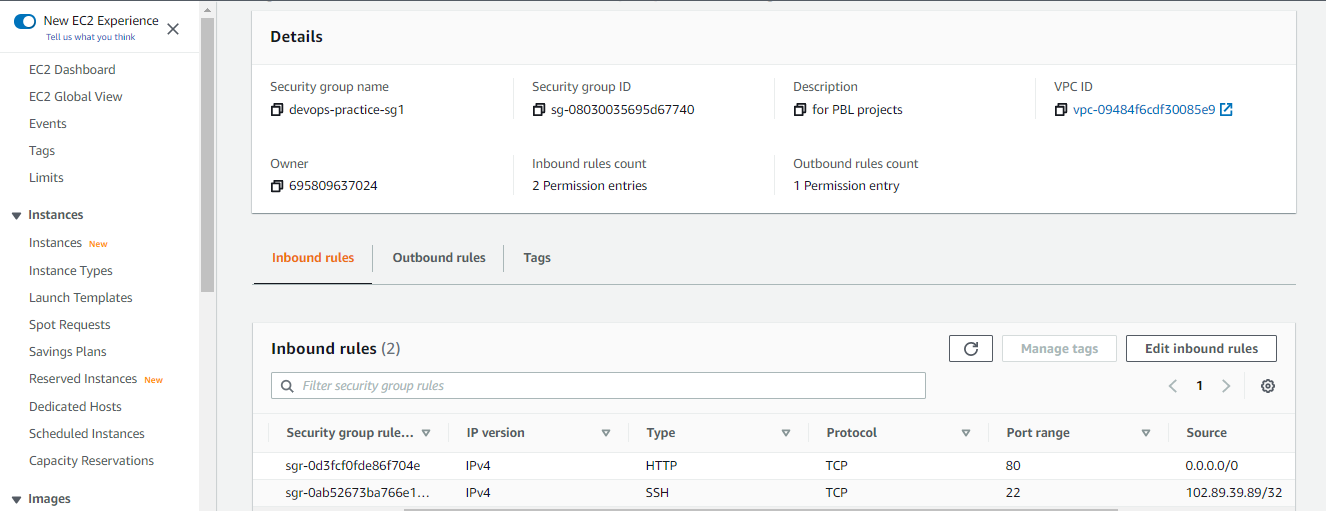 New EC2 Experience
Tell us what you think
EC2 Dashboard
EC2 Global View
Events
Tags
Limits
Instances
Instances New
Instance Types
Launch Templates
Spot Requests
Savings Plans
Reserved Instances New
Dedicated Hosts
Scheduled Instances
Capacity Reservations
Images
Details
Security group name
devops-practice-sg1
Security group ID
sg-08030035695d67740
Description
for PBL projects
VPC ID
vpc-09484f6cdf30085e9
Owner
695809637024
Inbound rules count
2 Permission entries
Outbound rules count
1 Permission entry
Inbound rules Outbound rules Tags
Inbound rules (2) Manage tags Edit inbound rules
Filter security group rules 1
Security group rule... IP version Type Protocol Port range Source
sgr-0d3fcf0fde86f704e IPv4 HTTP TCP 80 0.0.0.0/0
sgr-0ab52673ba766e1... IPv4 SSH TCP 22 102.89.39.89/32